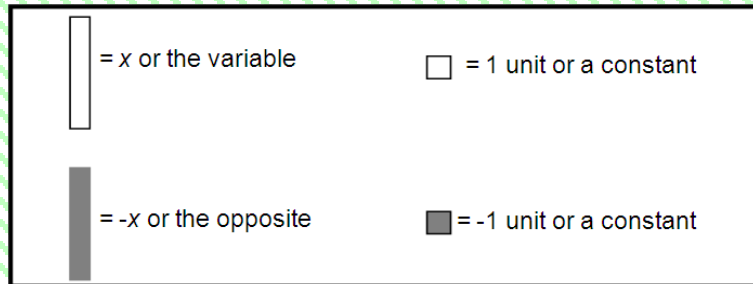 = x or the variable
= 1 unit or a constant
= -x or the opposite
= -1 unit or a constant